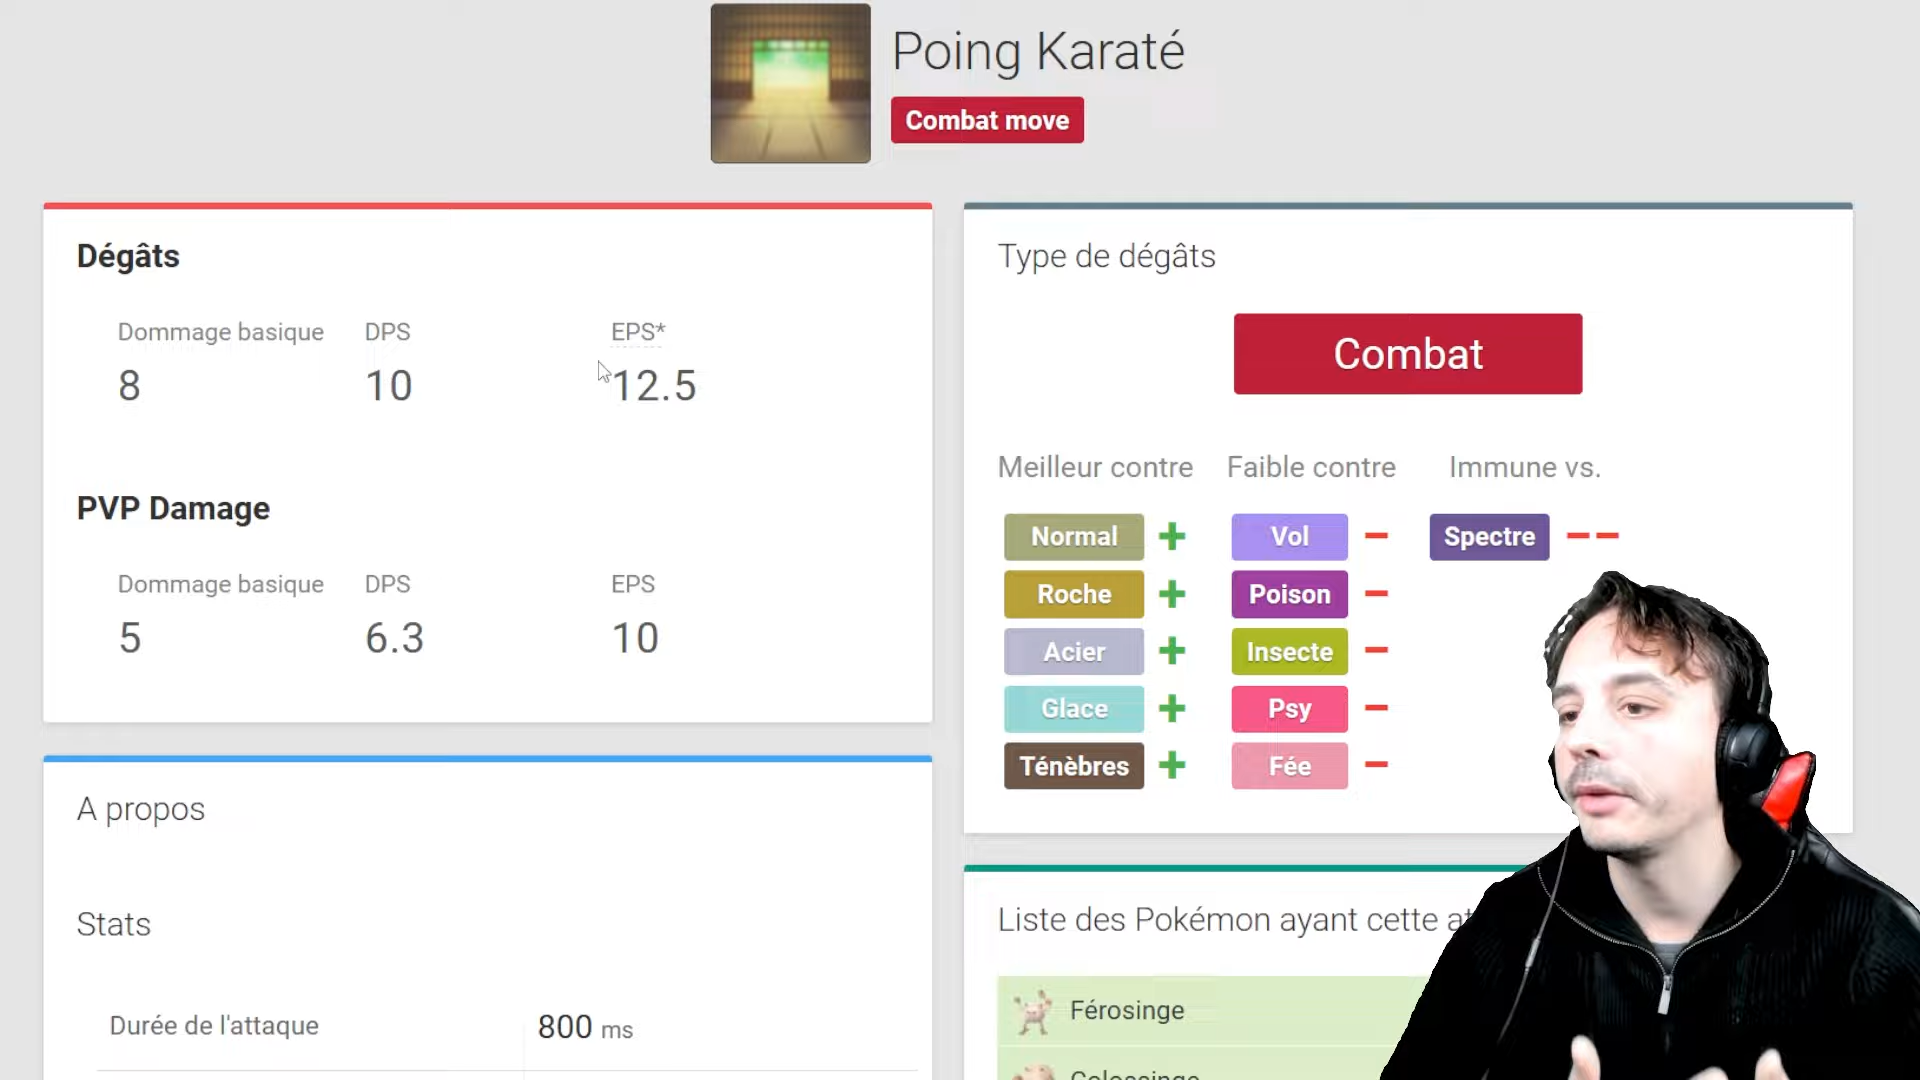 Poing Karaté
Combat move
Dégâts
Dommage basique DPS EPS*
8 10 12.5
PVP Damage
Dommage basique DPS EPS
5 6.3 10
A propos
Stats
Durée de l'attaque 800 ms
Type de dégâts
Combat
Meilleur contre Faible contre Immune vs.
Normal + Vol - Spectre --
Roche + Poison -
Acier + Insecte -
Glace + Psy -
Ténèbres + Fée -
Liste des Pokémon ayant cette
Férosinge